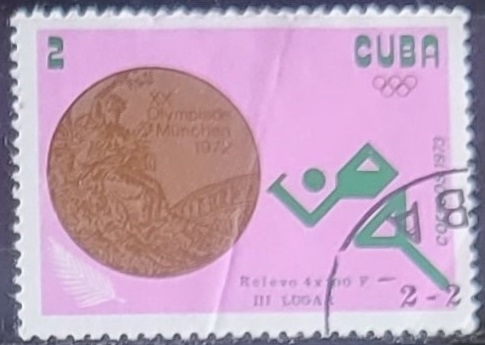 2
CUBA
XX
Olympiade
München
1972
CORREOS 1973
Relevo 4x100 F
III LUGAR
2-2